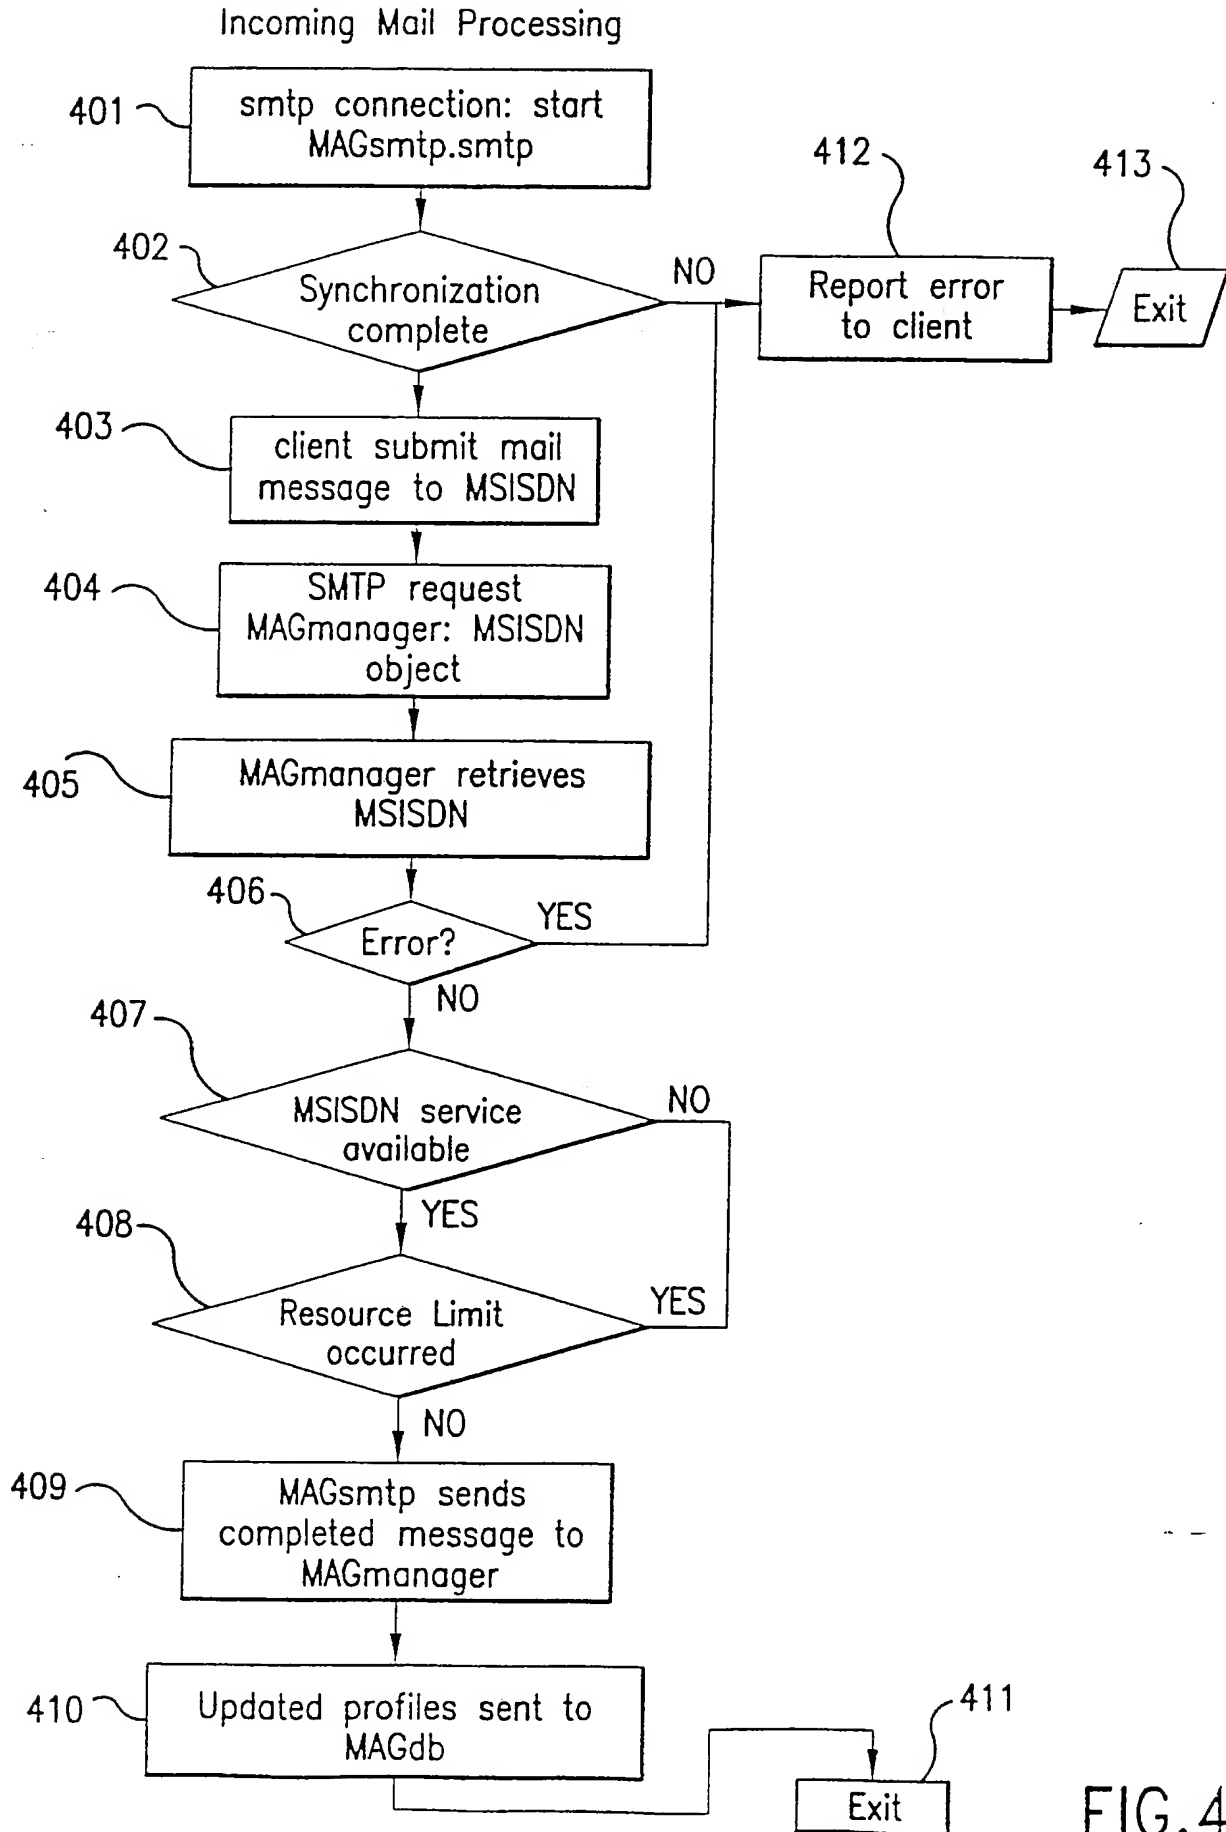 Incoming Mail Processing
401
smtp connection: start
MAGsmtp.smtp
402
Synchronization
complete
NO
412
Report error
to client
413
Exit
403
client submit mail
message to MSISDN
404
SMTP request
MAGmanager: MSISDN
object
405
MAGmanager retrieves
MSISDN
406
Error?
YES
NO
407
MSISDN service
available
NO
YES
408
Resource Limit
occurred
YES
NO
409
MAGsmtp sends
completed message to
MAGmanager
410
Updated profiles sent to
MAGdb
411
Exit
FIG.4